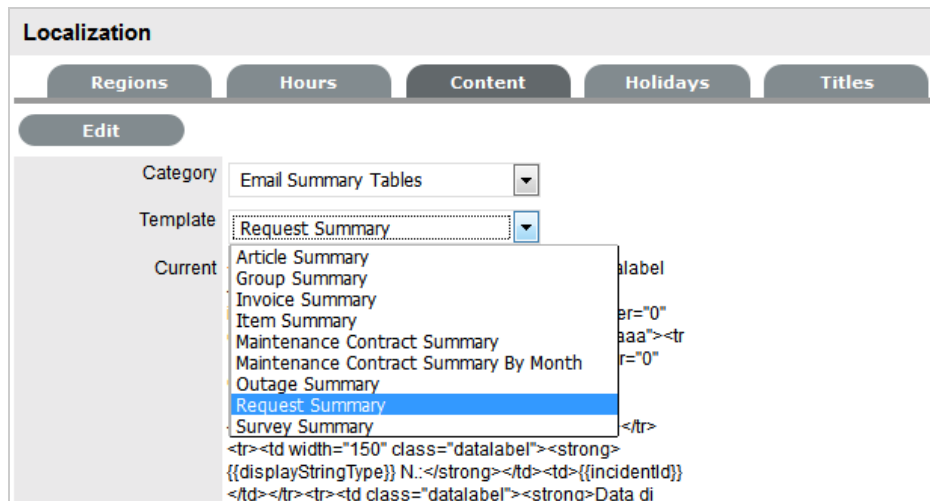 Localization
Regions Hours Content Holidays Titles
Edit
Category Email Summary Tables
Template Request Summary
Article Summary
Current alabel
Group Summary
Invoice Summary er="0"
Item Summary aaa"><tr
Maintenance Contract Summary
Maintenance Contract Summary By Month r="0"
Outage Summary
Request Summary
Survey Summary </tr>
<tr><td width="150" class="datalabel"><strong>
{{displayStringType}} N.:</strong></td><td>{{incidentId}}
</td></tr><tr><td class="datalabel"><strong>Data di